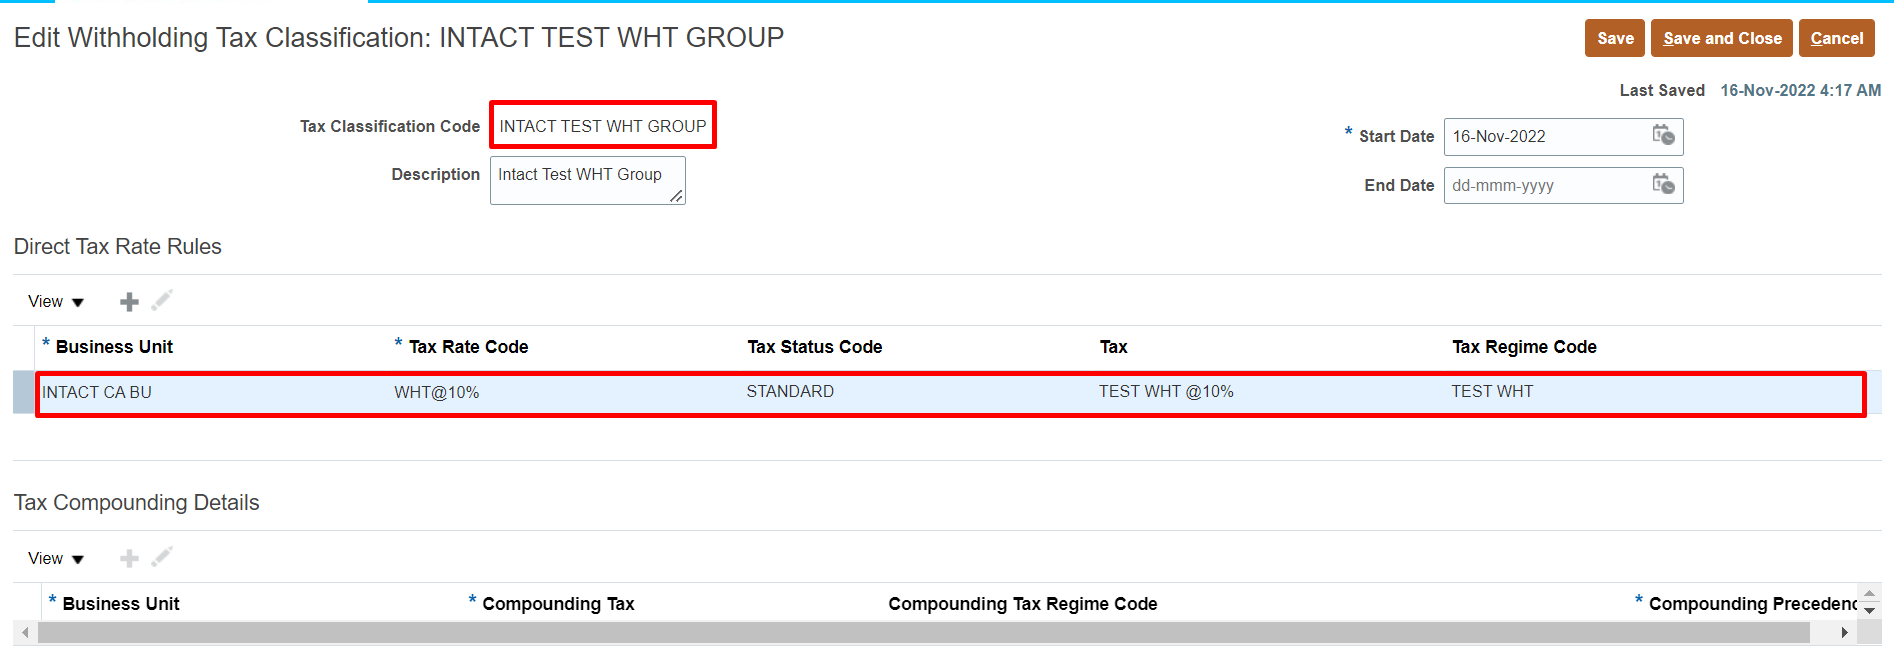 Edit Withholding Tax Classification: INTACT TEST WHT GROUP
Save
Save and Close
Cancel
Last Saved 16-Nov-2022 4:17 AM
Tax Classification Code INTACT TEST WHT GROUP
* Start Date 16-Nov-2022
Description Intact Test WHT Group
End Date dd-mmm-yyyy
Direct Tax Rate Rules
View
* Business Unit * Tax Rate Code Tax Status Code Tax Tax Regime Code
INTACT CA BU WHT@10% STANDARD TEST WHT @10% TEST WHT
Tax Compounding Details
View
* Business Unit * Compounding Tax Compounding Tax Regime Code * Compounding Precedenc